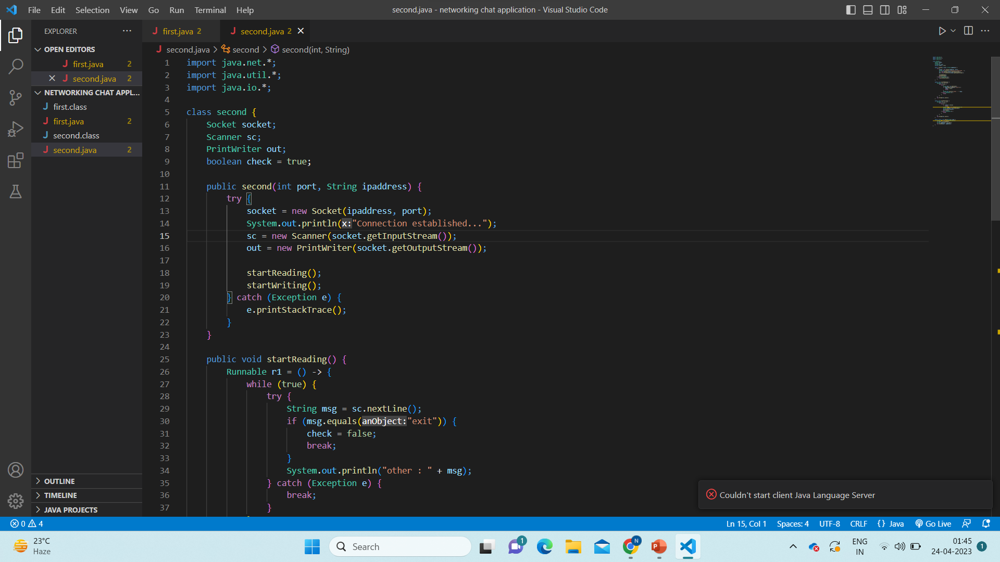 File Edit Selection View Go Run Terminal Help
second.java - networking chat application - Visual Studio Code
EXPLORER
OPEN EDITORS
first.java 2
second.java 2
NETWORKING CHAT APPL...
first.class
first.java 2
second.class
second.java 2
OUTLINE
TIMELINE
JAVA PROJECTS
first.java 2
second.java 2
second.java > second > second(int, String)
1 import java.net.*;
2 import java.util.*;
3 import java.io.*;
4
5 class second {
6 Socket socket;
7 Scanner sc;
8 PrintWriter out;
9 boolean check = true;
10
11 public second(int port, String ipaddress) {
12 try {
13 socket = new Socket(ipaddress, port);
14 System.out.println(x:"Connection established...");
15 sc = new Scanner(socket.getInputStream());
16 out = new PrintWriter(socket.getOutputStream());
17
18 startReading();
19 startWriting();
20 } catch (Exception e) {
21 e.printStackTrace();
22 }
23 }
24
25 public void startReading() {
26 Runnable r1 = () -> {
27 while (true) {
28 try {
29 String msg = sc.nextLine();
30 if (msg.equals(anObject:"exit")) {
31 check = false;
32 break;
33 }
34 System.out.println("other : " + msg);
35 } catch (Exception e) {
36 break;
37 }
Couldn't start client Java Language Server
0 4
Ln 15, Col 1 Spaces: 4 UTF-8 CRLF {} Java Go Live
23°C
Haze
Search
1
N
P
ENG
IN
01:45
24-04-2023
1